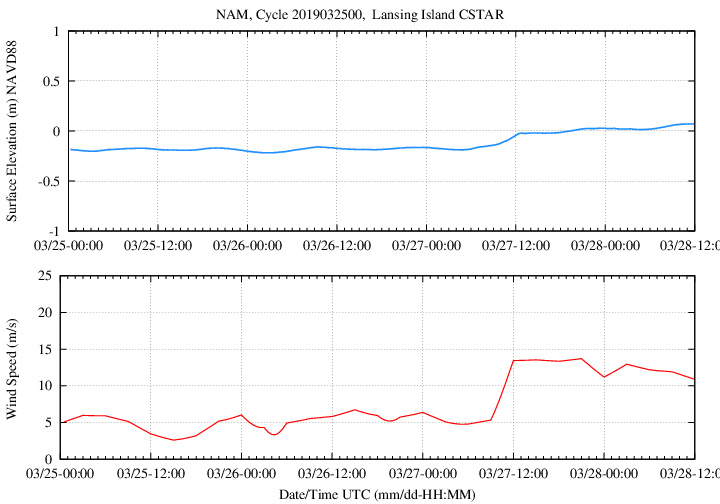 NAM, Cycle 2019032500,  Lansing Island CSTAR
Surface Elevation (m) NAVD88
1
0.5
0
-0.5
-1
03/25-00:00 03/25-12:00 03/26-00:00 03/26-12:00 03/27-00:00 03/27-12:00 03/28-00:00 03/28-12:0
Wind Speed (m/s)
25
20
15
10
5
0
03/25-00:00 03/25-12:00 03/26-00:00 03/26-12:00 03/27-00:00 03/27-12:00 03/28-00:00 03/28-12:0
Date/Time UTC (mm/dd-HH:MM)